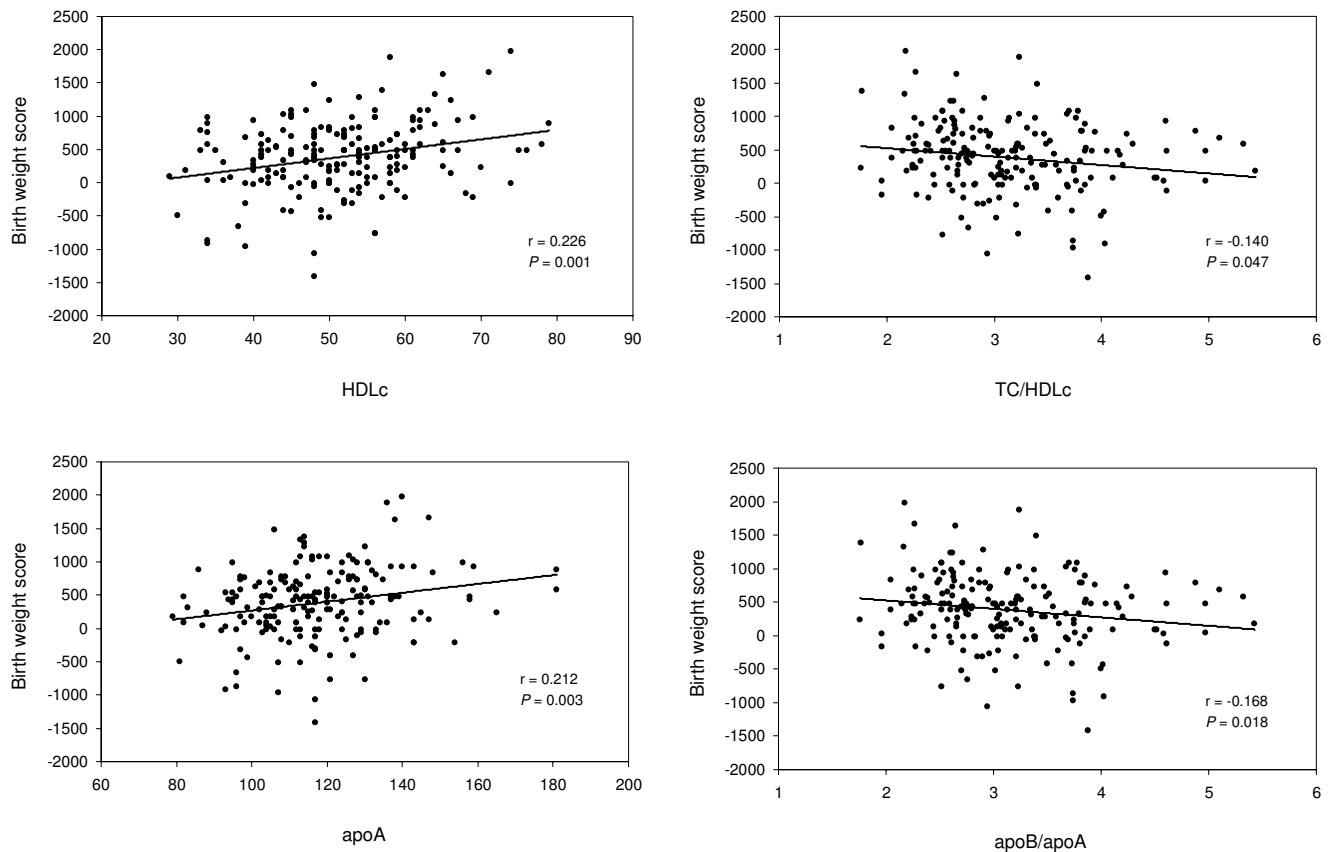 2500
2000
1500
1000
500
0
-500
-1000
-1500
-2000
Birth weight score
r = 0.226
P = 0.001
20 30 40 50 60 70 80 90
HDLc
2500
2000
1500
1000
500
0
-500
-1000
-1500
-2000
Birth weight score
r = -0.140
P = 0.047
1 2 3 4 5 6
TC/HDLc
2500
2000
1500
1000
500
0
-500
-1000
-1500
-2000
Birth weight score
r = 0.212
P = 0.003
60 80 100 120 140 160 180 200
apoA
2500
2000
1500
1000
500
0
-500
-1000
-1500
-2000
Birth weight score
r = -0.168
P = 0.018
1 2 3 4 5 6
apoB/apoA